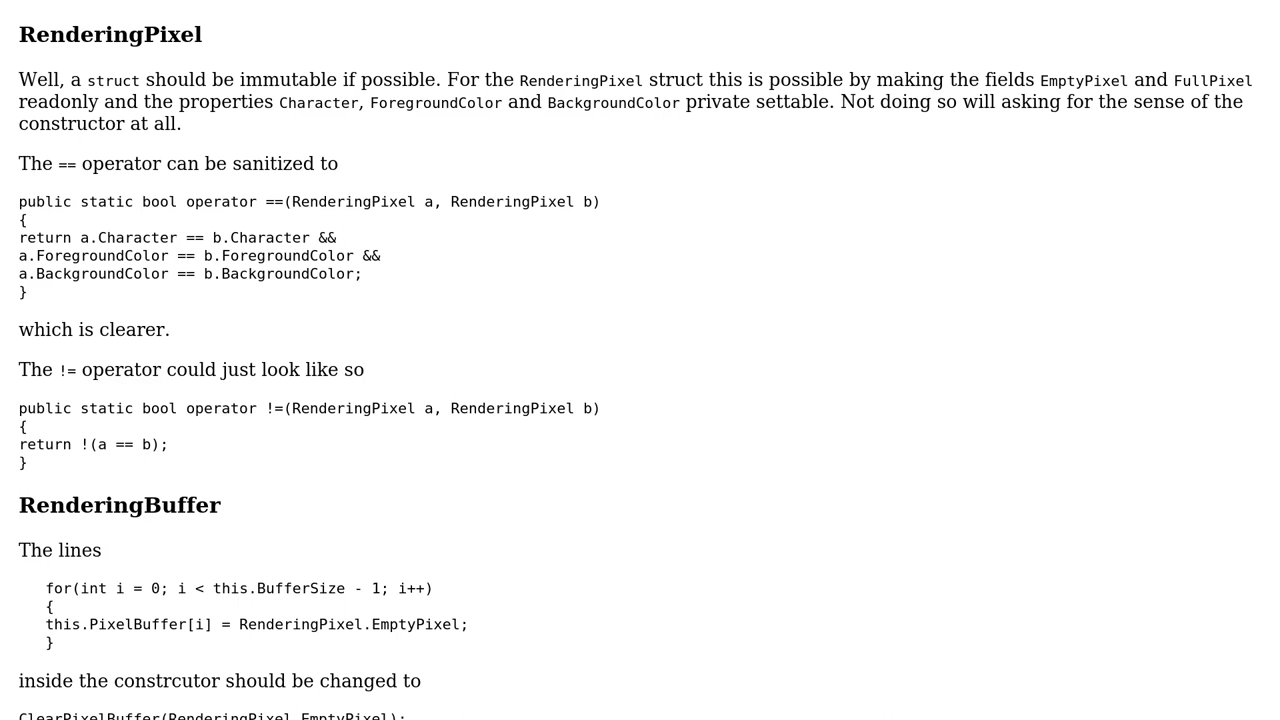 RenderingPixel
Well, a struct should be immutable if possible. For the RenderingPixel struct this is possible by making the fields EmptyPixel and FullPixel
readonly and the properties Character, ForegroundColor and BackgroundColor private settable. Not doing so will asking for the sense of the
constructor at all.
The == operator can be sanitized to
public static bool operator ==(RenderingPixel a, RenderingPixel b)
{
return a.Character == b.Character &&
a.ForegroundColor == b.ForegroundColor &&
a.BackgroundColor == b.BackgroundColor;
}
which is clearer.
The != operator could just look like so
public static bool operator !=(RenderingPixel a, RenderingPixel b)
{
return !(a == b);
}
RenderingBuffer
The lines
for(int i = 0; i < this.BufferSize - 1; i++)
{
this.PixelBuffer[i] = RenderingPixel.EmptyPixel;
}
inside the constrcutor should be changed to
ClearPixelBuffer(RenderingPixel.EmptyPixel);